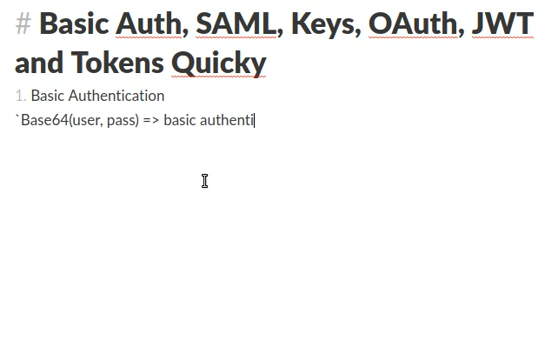 # Basic Auth, SAML, Keys, OAuth, JWT
and Tokens Quicky
1. Basic Authentication
`Base64(user, pass) => basic authenti